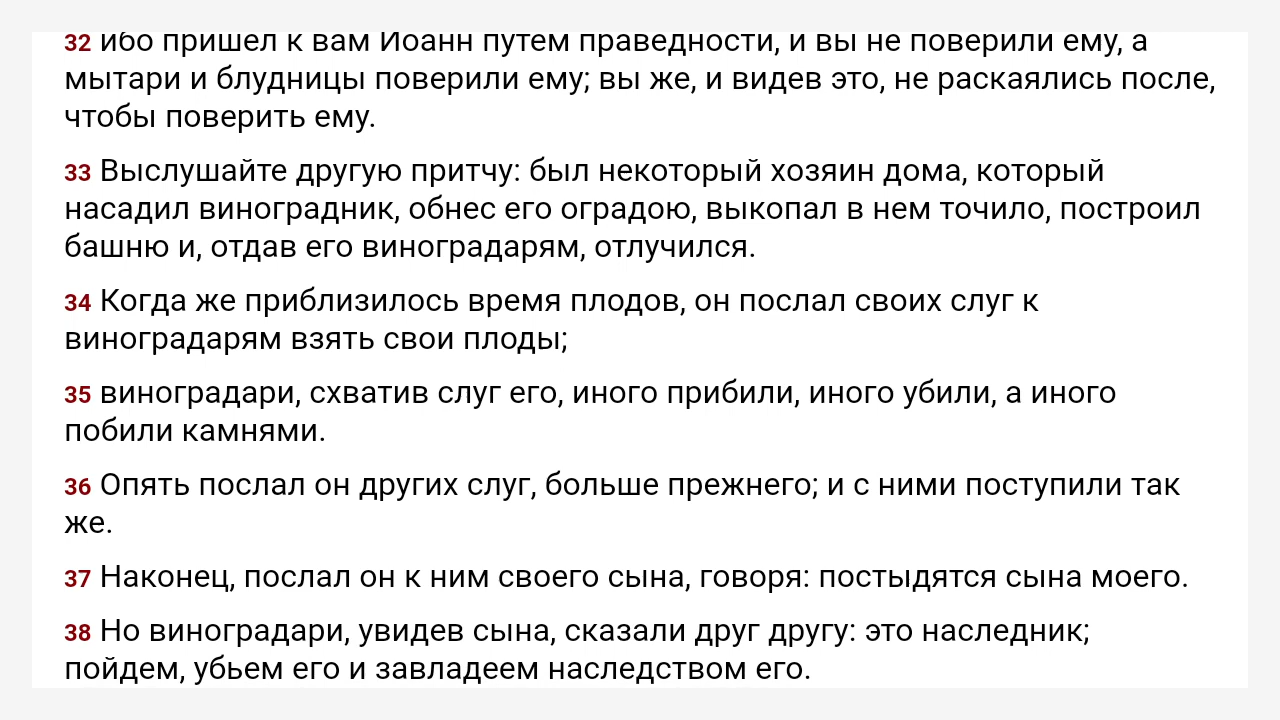 32 ибо пришел к вам Иоанн путем праведности, и вы не поверили ему, а
мытари и блудницы поверили ему; вы же, и видев это, не раскаялись после,
чтобы поверить ему.
33 Выслушайте другую притчу: был некоторый хозяин дома, который
насадил виноградник, обнес его оградою, выкопал в нем точило, построил
башню и, отдав его виноградарям, отлучился.
34 Когда же приблизилось время плодов, он послал своих слуг к
виноградарям взять свои плоды;
35 виноградари, схватив слуг его, иного прибили, иного убили, а иного
побили камнями.
36 Опять послал он других слуг, больше прежнего; и с ними поступили так
же.
37 Наконец, послал он к ним своего сына, говоря: постыдятся сына моего.
38 Но виноградари, увидев сына, сказали друг другу: это наследник;
пойдем, убьем его и завладеем наследством его.